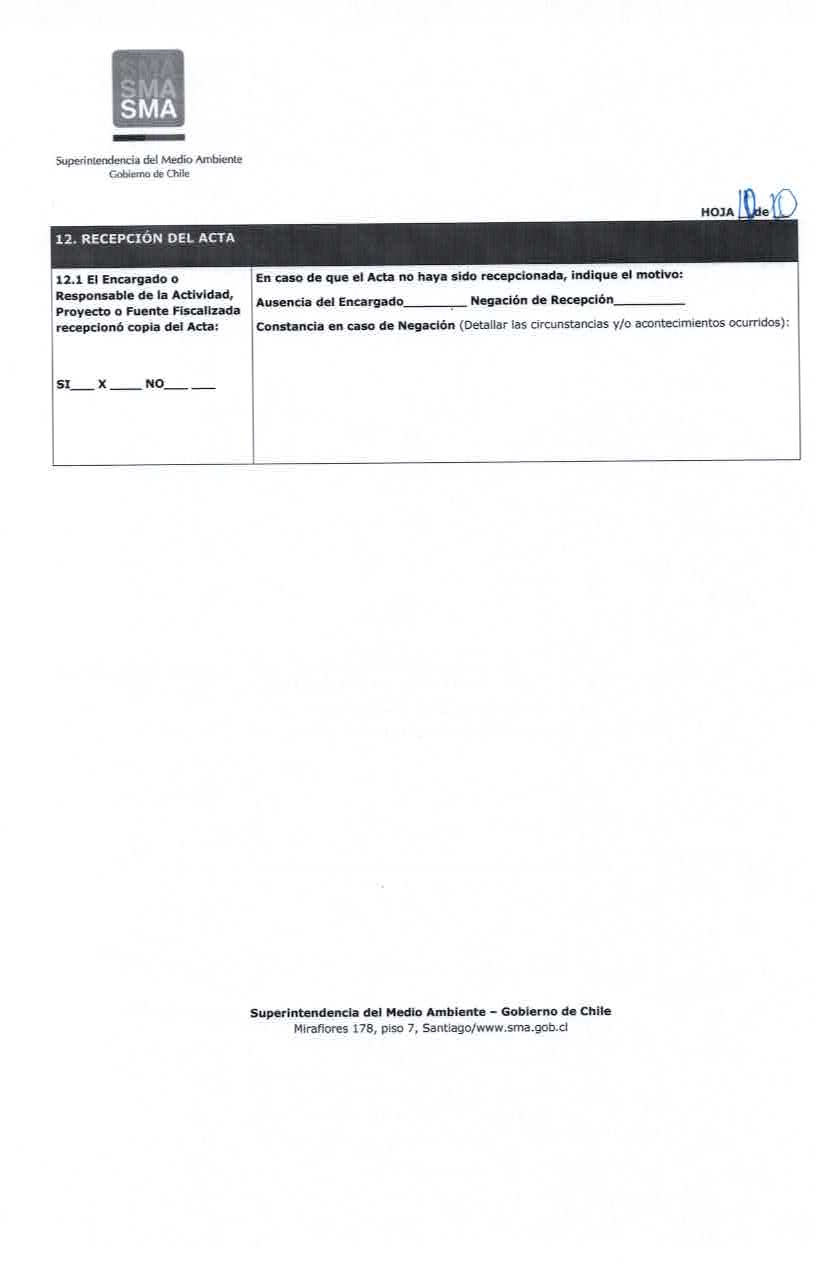 SMA
SMA
SMA
Superintendencia del Medio Ambiente
Gobierno de Chile
HOJA 10 de 10
12. RECEPCIÓN DEL ACTA
12.1 El Encargado o
Responsable de la Actividad,
Proyecto o Fuente Fiscalizada
recepcionó copia del Acta:
SI___ X ____ NO___ ___
En caso de que el Acta no haya sido recepcionada, indique el motivo:
Ausencia del Encargado________ Negación de Recepción_________
Constancia en caso de Negación (Detallar las circunstancias y/o acontecimientos ocurridos):
Superintendencia del Medio Ambiente – Gobierno de Chile
Miraflores 178, piso 7, Santiago/www.sma.gob.cl